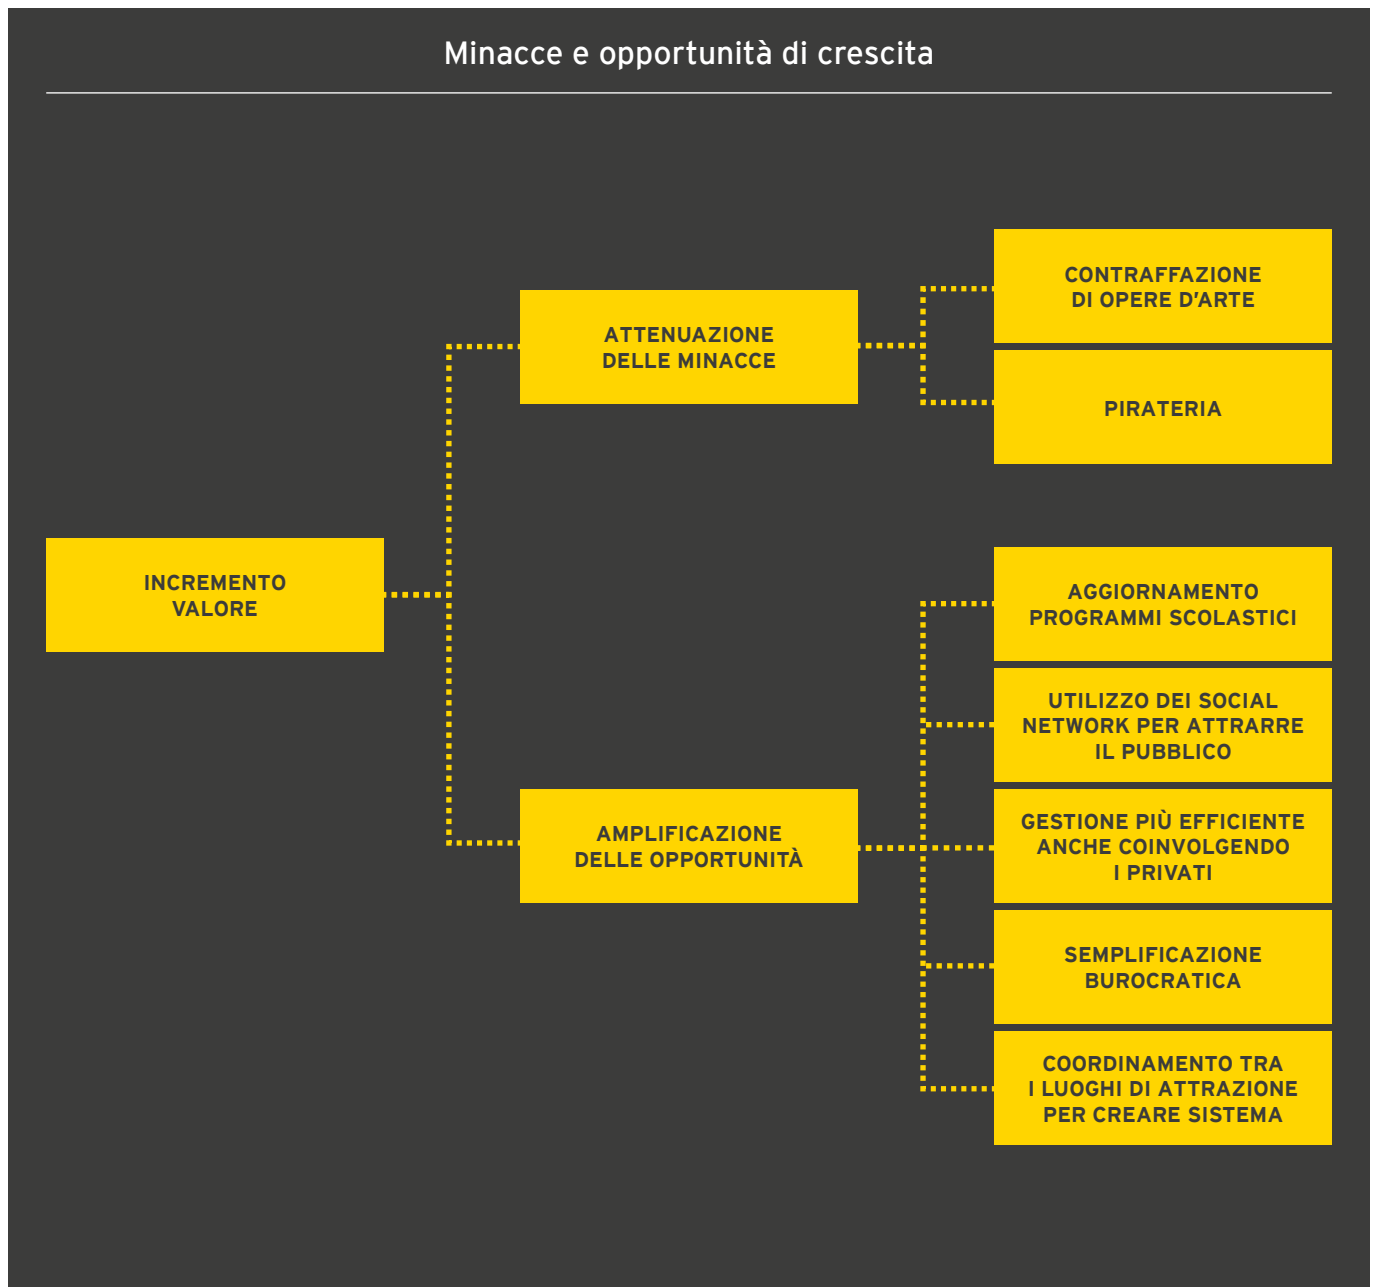 Minacce e opportunità di crescita
CONTRAFFAZIONE
DI OPERE D’ARTE
ATTENUAZIONE
DELLE MINACCE
PIRATERIA
INCREMENTO
VALORE
AGGIORNAMENTO
PROGRAMMI SCOLASTICI
UTILIZZO DEI SOCIAL
NETWORK PER ATTRARRE
IL PUBBLICO
AMPLIFICAZIONE
DELLE OPPORTUNITÀ
GESTIONE PIÙ EFFICIENTE
ANCHE COINVOLGENDO
I PRIVATI
SEMPLIFICAZIONE
BUROCRATICA
COORDINAMENTO TRA
I LUOGHI DI ATTRAZIONE
PER CREARE SISTEMA